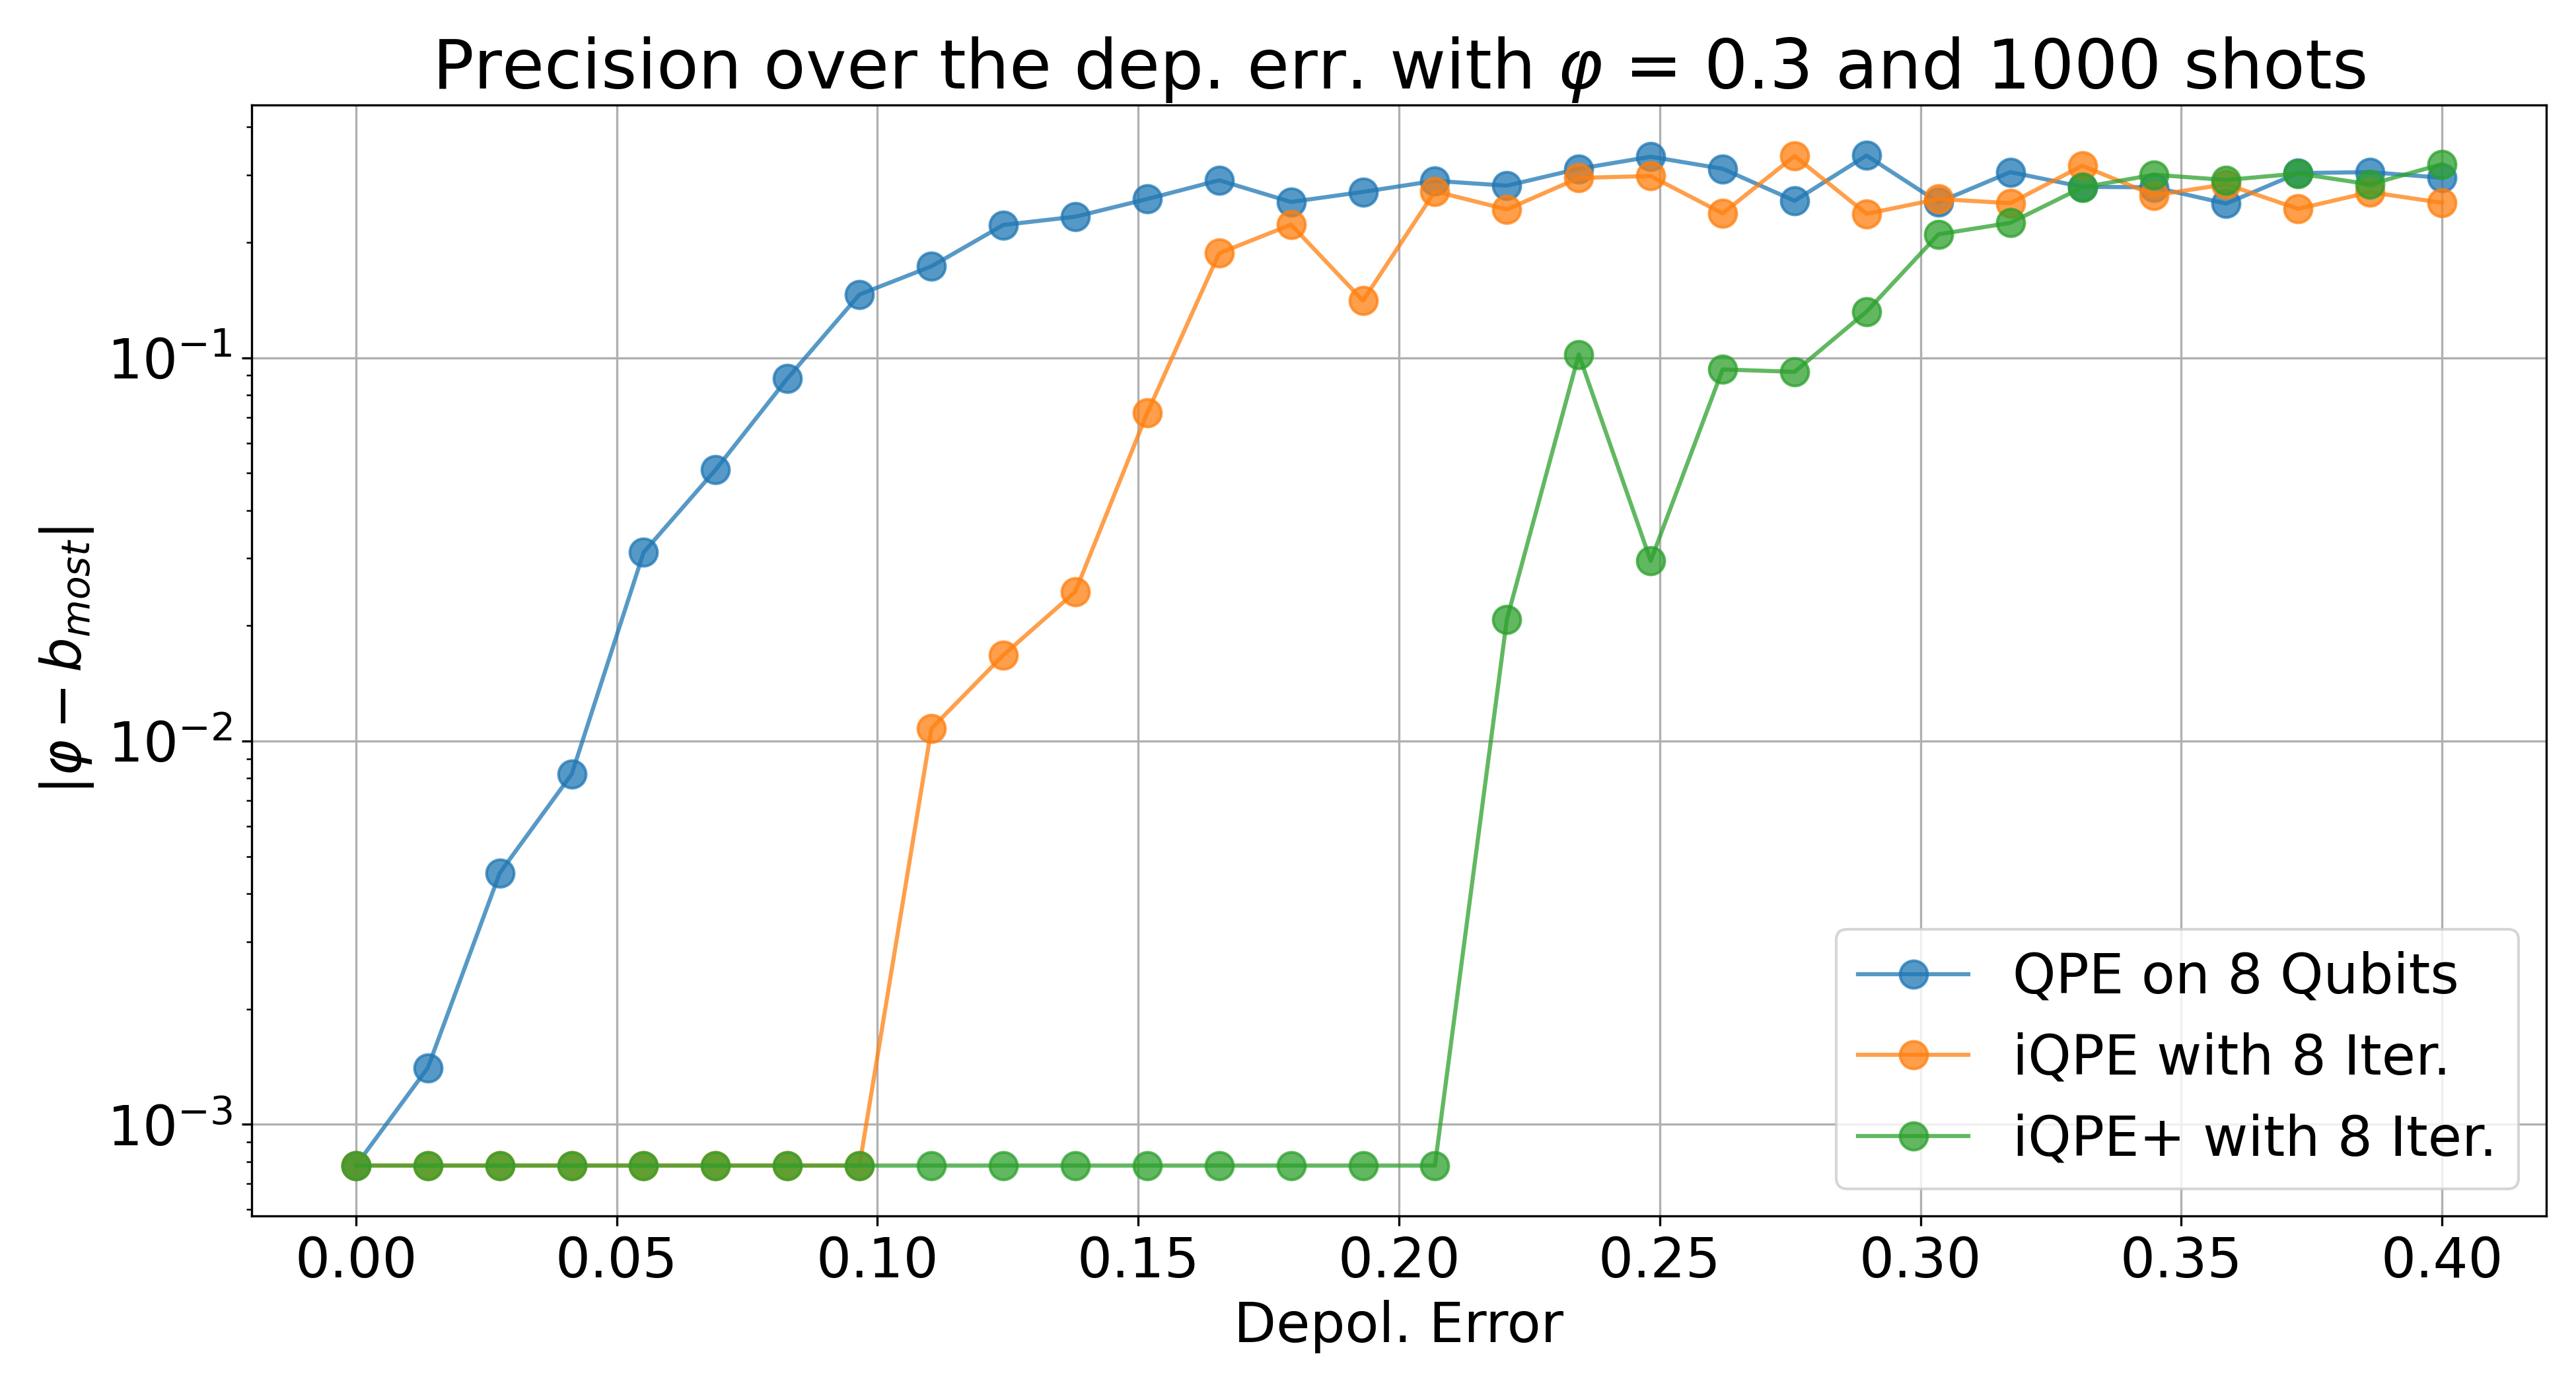 Precision over the dep. err. with φ = 0.3 and 1000 shots
|φ − b_most|
10⁻¹
10⁻²
10⁻³
0.00 0.05 0.10 0.15 0.20 0.25 0.30 0.35 0.40
Depol. Error
QPE on 8 Qubits
iQPE with 8 Iter.
iQPE+ with 8 Iter.